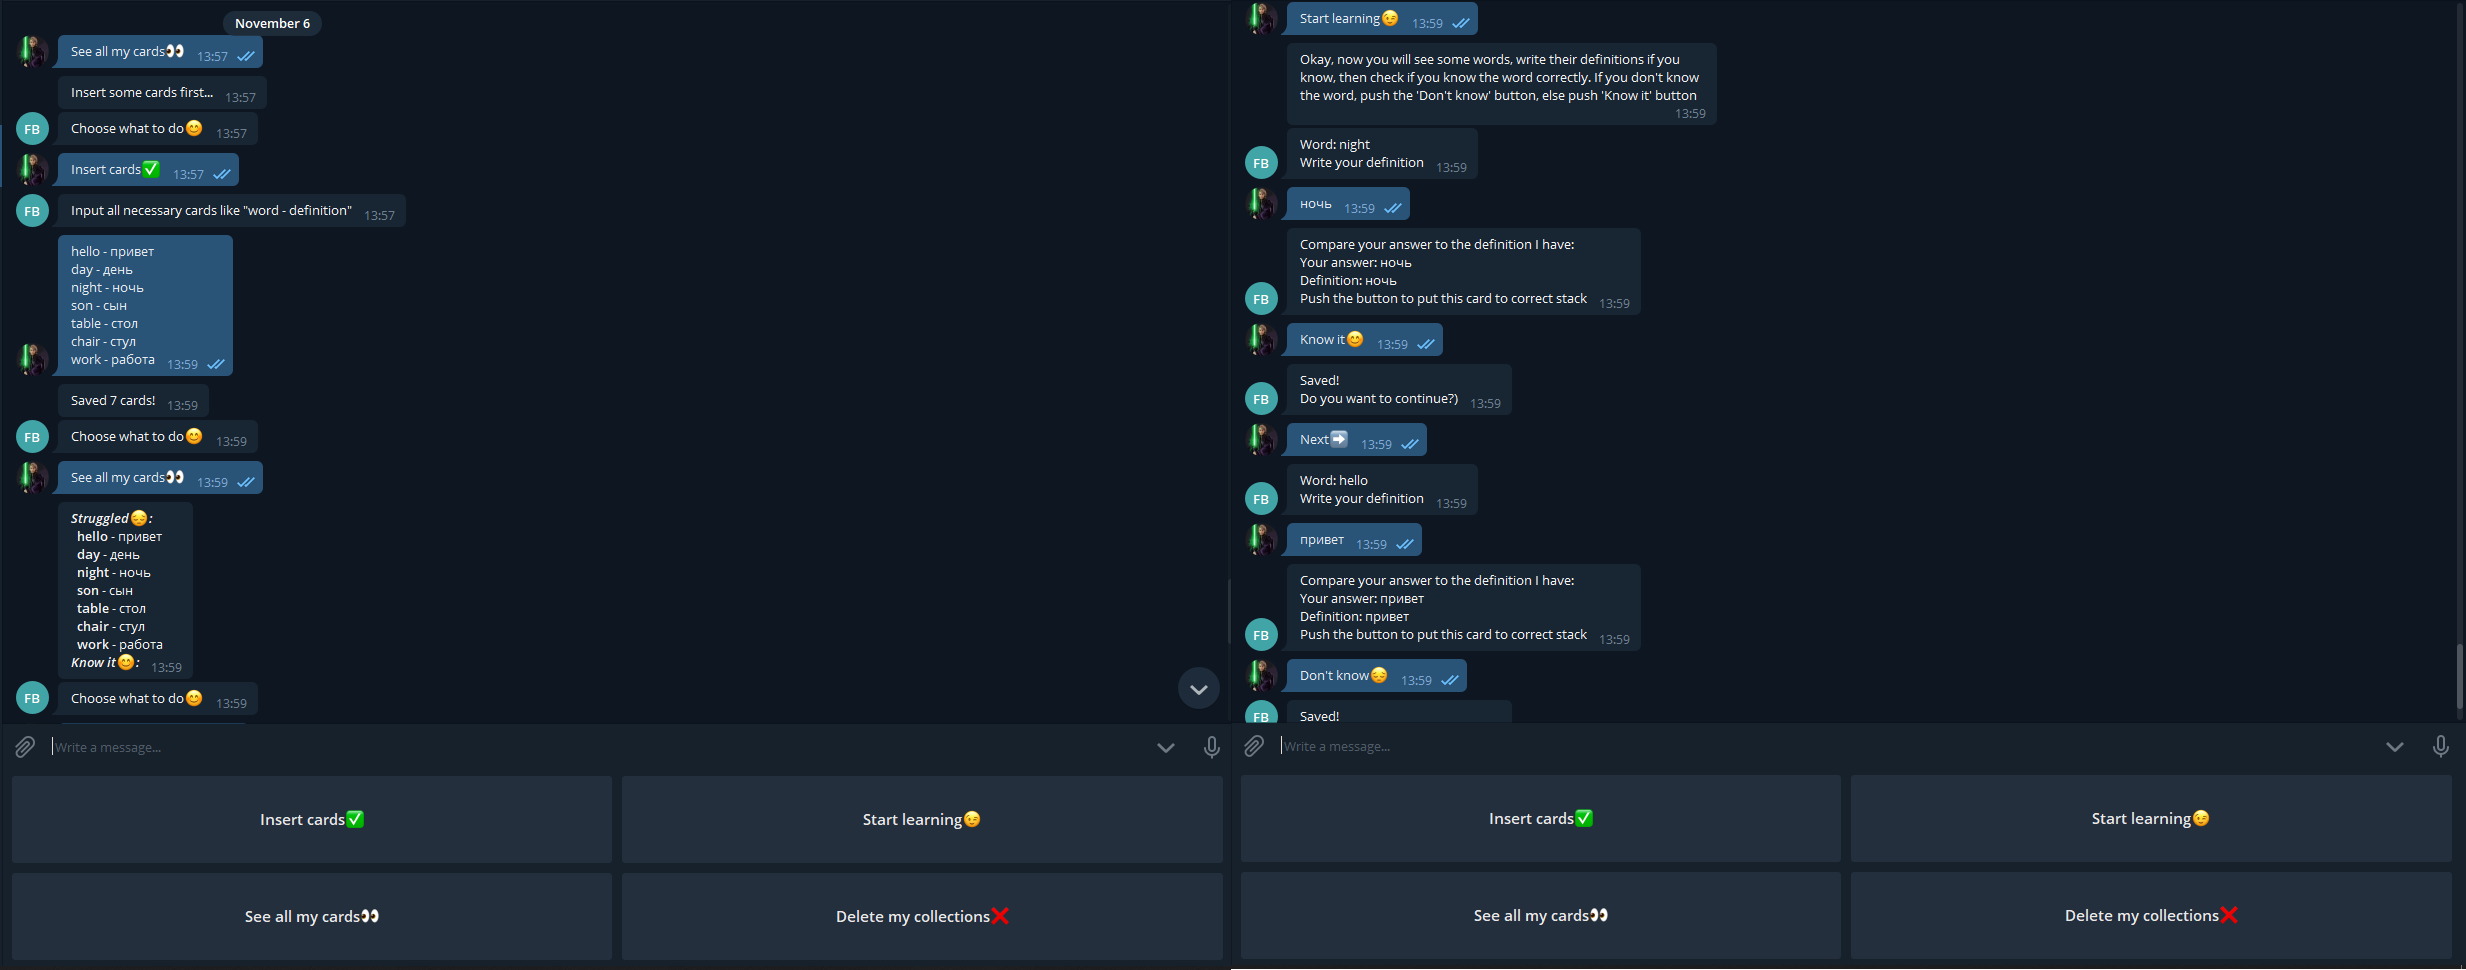 November 6
See all my cards👀 13:57
Insert some cards first... 13:57
FB
Choose what to do😊 13:57
Insert cards✅ 13:57
FB
Input all necessary cards like "word - definition" 13:57
hello - привет
day - день
night - ночь
son - сын
table - стол
chair - стул
work - работа 13:59
Saved 7 cards! 13:59
FB
Choose what to do😊 13:59
See all my cards👀 13:59
Struggled😔:
hello - привет
day - день
night - ночь
son - сын
table - стол
chair - стул
work - работа
Know it😊: 13:59
FB
Choose what to do😊 13:59
Write a message...
Insert cards✅
Start learning😉
See all my cards👀
Delete my collections❌
Start learning😉 13:59
Okay, now you will see some words, write their definitions if you
know, then check if you know the word correctly. If you don't know
the word, push the 'Don't know' button, else push 'Know it' button
13:59
Word: night
FB
Write your definition 13:59
ночь 13:59
Compare your answer to the definition I have:
Your answer: ночь
Definition: ночь
FB
Push the button to put this card to correct stack 13:59
Know it😊 13:59
Saved!
FB
Do you want to continue?) 13:59
Next➡️ 13:59
Word: hello
FB
Write your definition 13:59
привет 13:59
Compare your answer to the definition I have:
Your answer: привет
Definition: привет
FB
Push the button to put this card to correct stack 13:59
Don't know😔 13:59
FB
Saved!
Write a message...
Insert cards✅
Start learning😉
See all my cards👀
Delete my collections❌